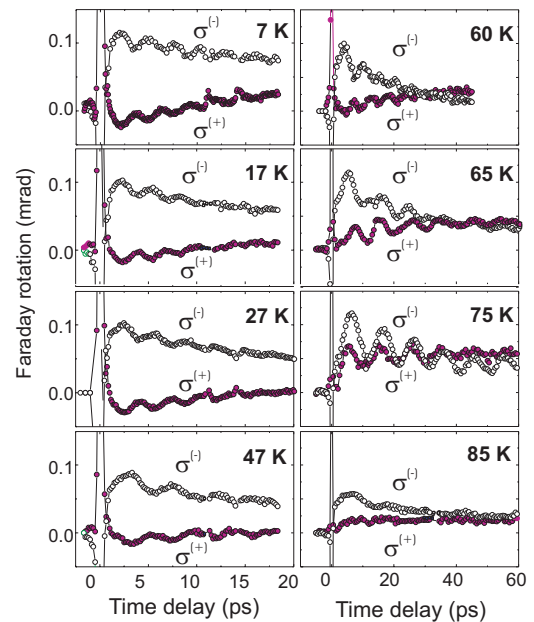 Faraday rotation (mrad)
0.1
0.0
σ(-)
7 K
σ(+)
0.1
0.0
σ(-)
17 K
σ(+)
0.1
0.0
σ(-)
27 K
σ(+)
0.1
0.0
σ(-)
47 K
σ(+)
0 5 10 15 20
Time delay (ps)
60 K
σ(-)
σ(+)
65 K
σ(-)
σ(+)
75 K
σ(-)
σ(+)
85 K
σ(-)
σ(+)
0 20 40 60
Time delay (ps)